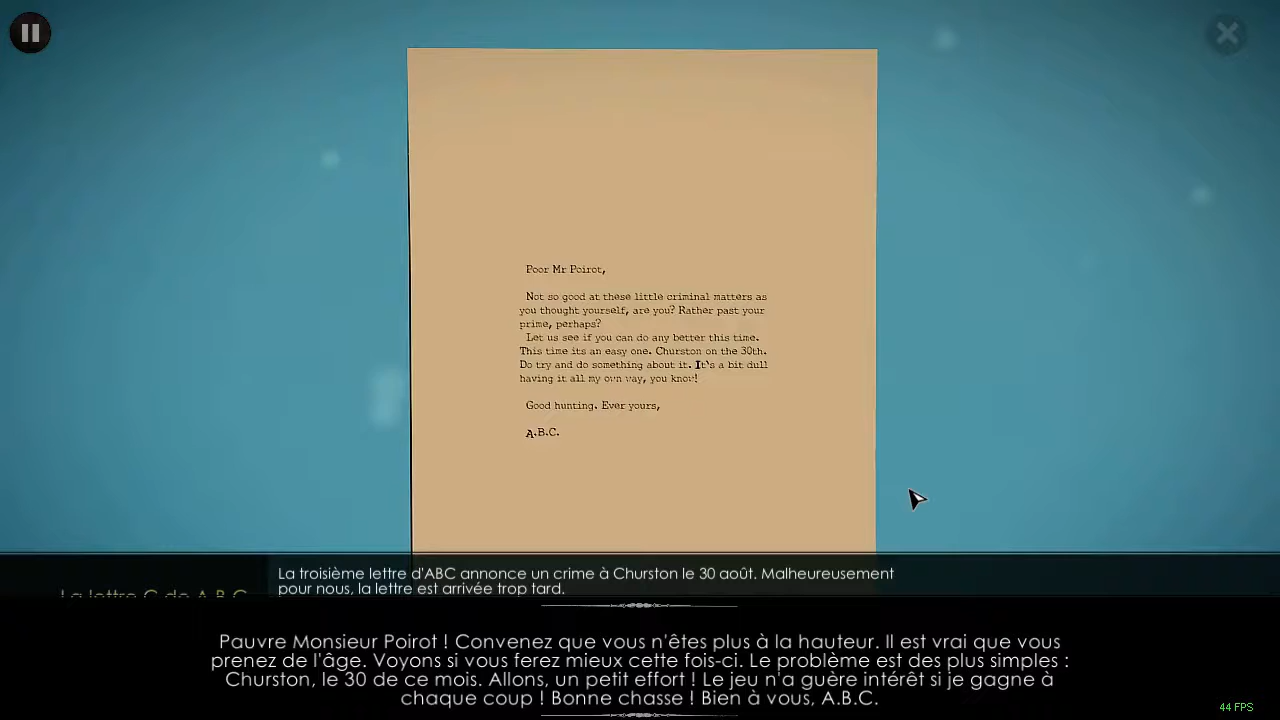 Poor Mr Poirot,
Not so good at these little criminal matters as
you thought yourself, are you? Rather past your
prime, perhaps?
Let us see if you can do any better this time.
This time its an easy one. Churston on the 30th.
Do try and do something about it. It's a bit dull
having it all my own way, you know!
Good hunting. Ever yours,
A.B.C.
La troisième lettre d'ABC annonce un crime à Churston le 30 août. Malheureusement
pour nous, la lettre est arrivée trop tard.
La lettre C de A.B.C
Pauvre Monsieur Poirot ! Convenez que vous n'êtes plus à la hauteur. Il est vrai que vous
prenez de l'âge. Voyons si vous ferez mieux cette fois-ci. Le problème est des plus simples :
Churston, le 30 de ce mois. Allons, un petit effort ! Le jeu n'a guère intérêt si je gagne à
chaque coup ! Bonne chasse ! Bien à vous, A.B.C.
44 FPS